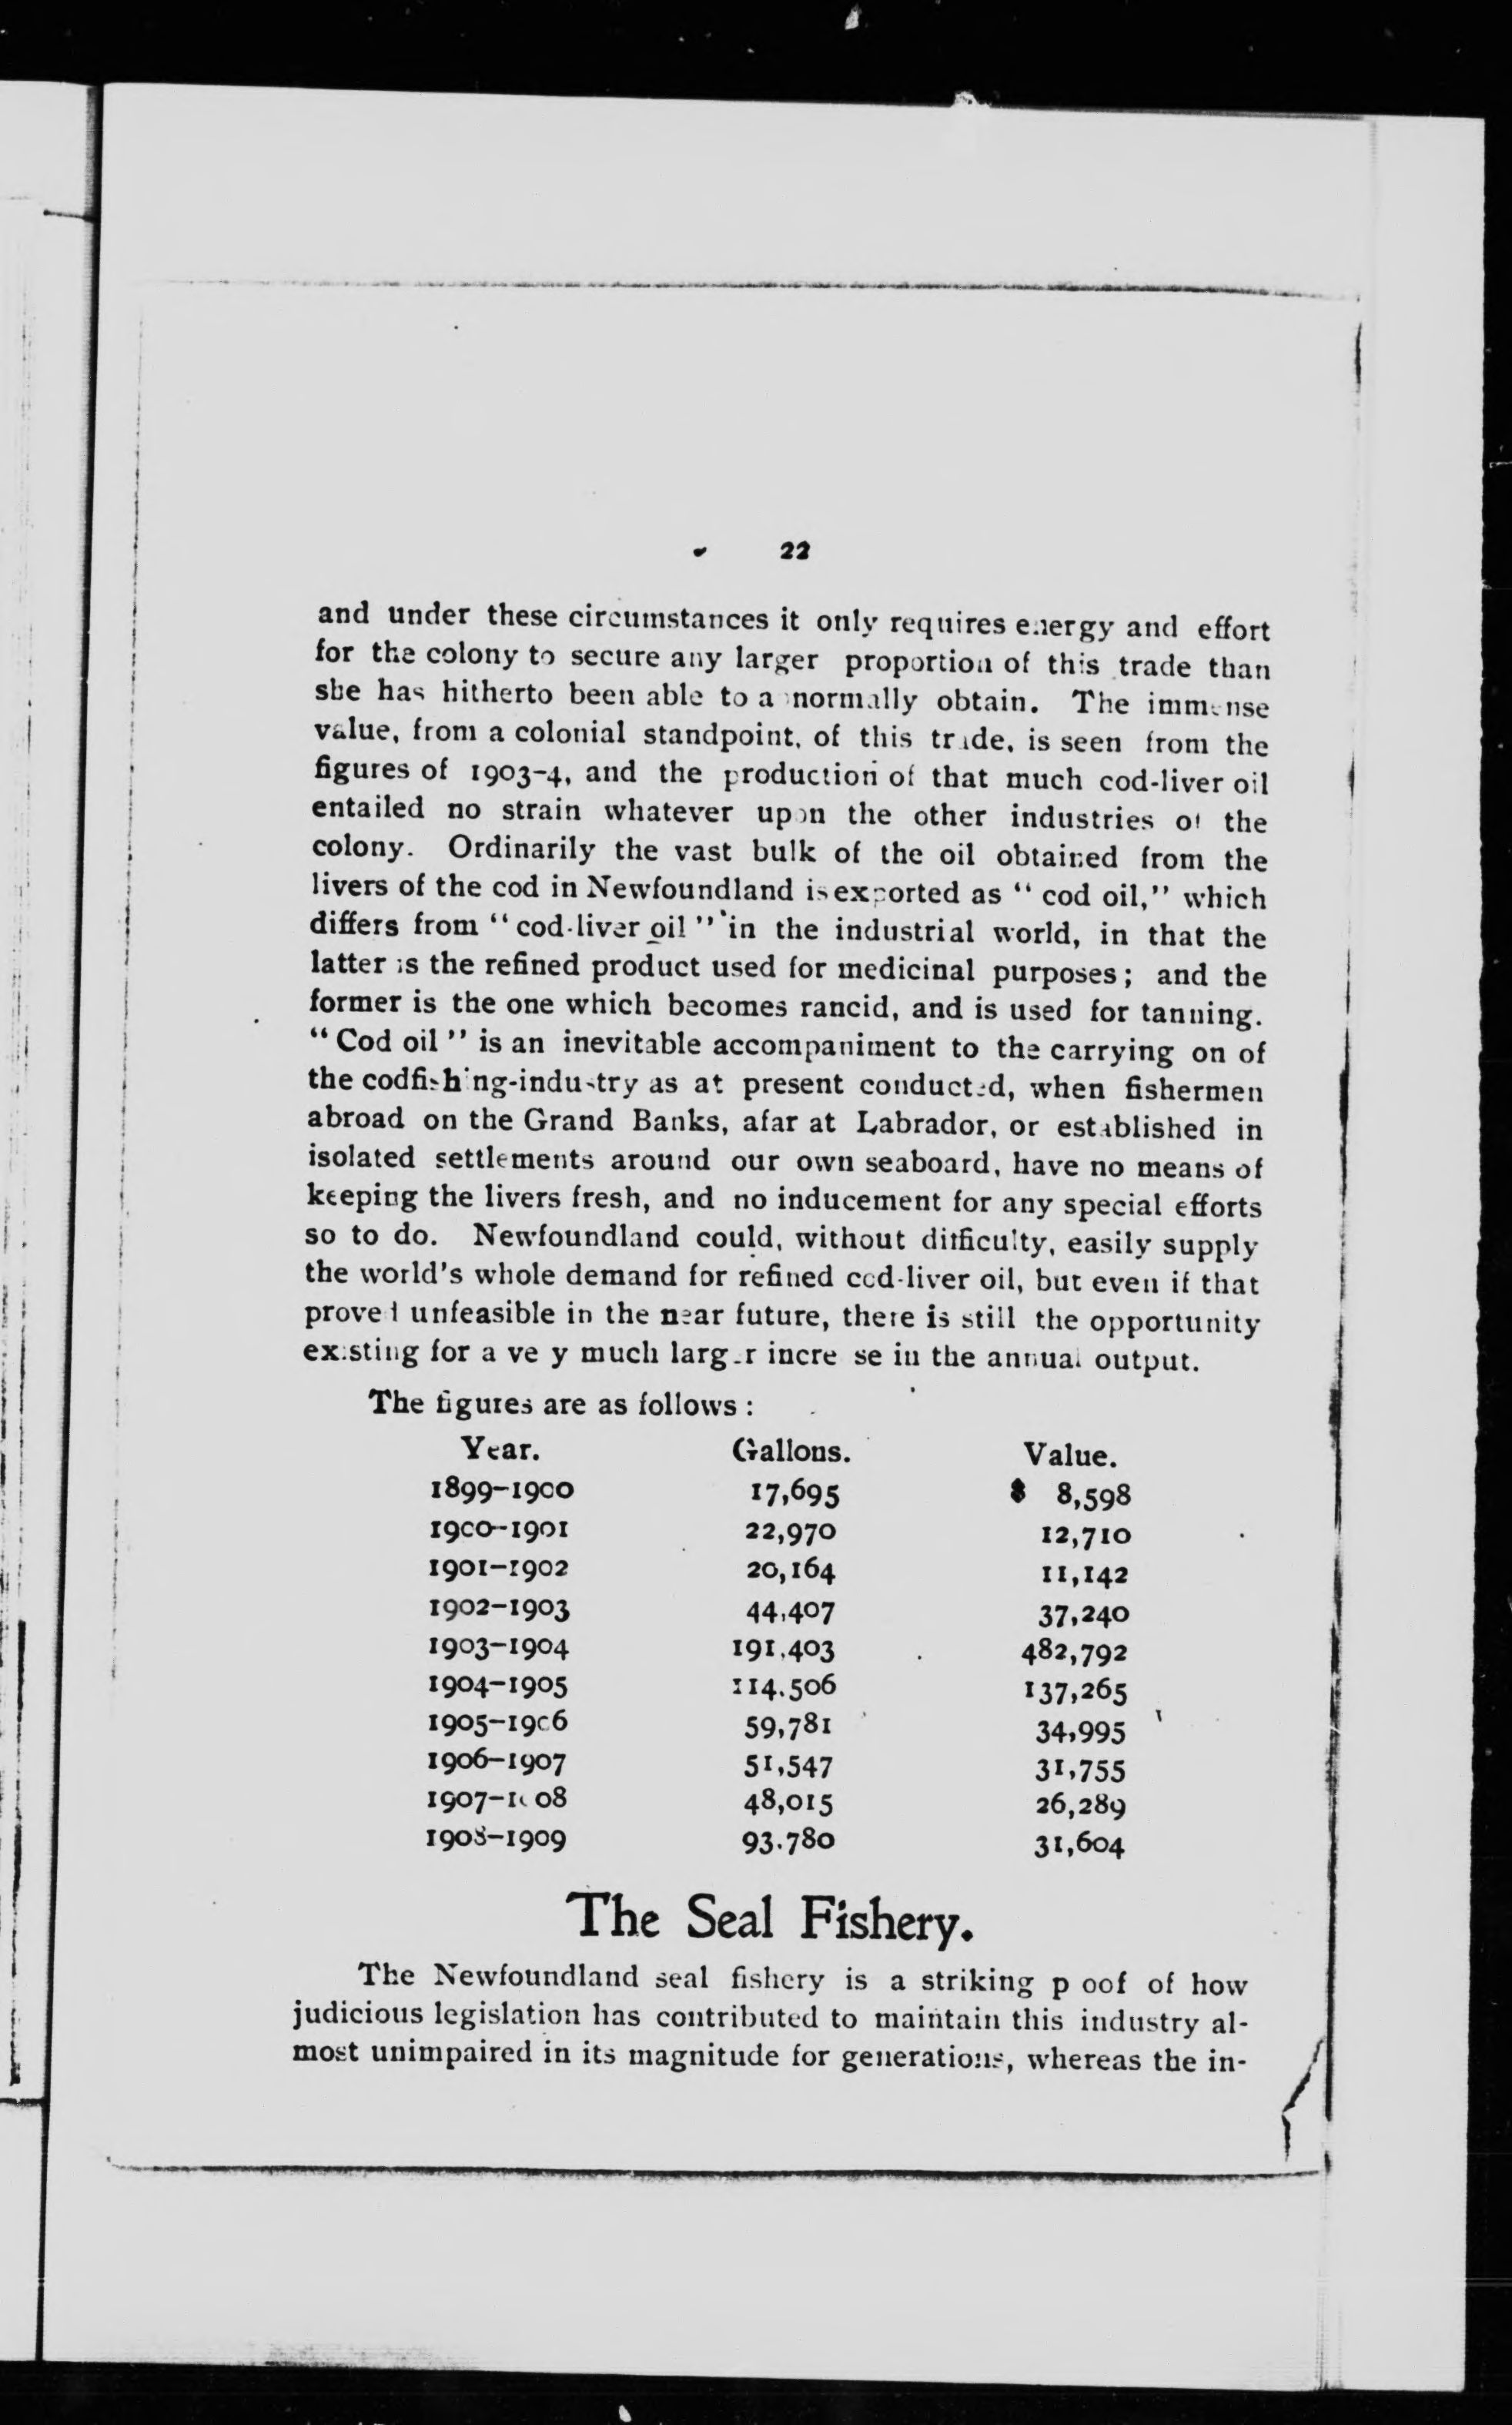 22
and under these circumstances it only requires energy and effort
for the colony to secure any larger proportion of this trade than
she has hitherto been able to a normally obtain. The immense
value, from a colonial standpoint, of this trade, is seen from the
figures of 1903-4, and the production of that much cod-liver oil
entailed no strain whatever upon the other industries of the
colony. Ordinarily the vast bulk of the oil obtained from the
livers of the cod in Newfoundland is exported as "cod oil," which
differs from "cod-liver oil" in the industrial world, in that the
latter is the refined product used for medicinal purposes; and the
former is the one which becomes rancid, and is used for tanning.
"Cod oil" is an inevitable accompaniment to the carrying on of
the codfishing-industry as at present conducted, when fishermen
abroad on the Grand Banks, afar at Labrador, or established in
isolated settlements around our own seaboard, have no means of
keeping the livers fresh, and no inducement for any special efforts
so to do. Newfoundland could, without difficulty, easily supply
the world's whole demand for refined cod-liver oil, but even if that
proved unfeasible in the near future, there is still the opportunity
existing for a very much larger increase in the annual output.
The figures are as follows:
Year. Gallons. Value.
1899-1900 17,695 $ 8,598
1900-1901 22,970 12,710
1901-1902 20,164 11,142
1902-1903 44,407 37,240
1903-1904 191,403 482,792
1904-1905 114,506 137,265
1905-1906 59,781 34,995
1906-1907 51,547 31,755
1907-1908 48,015 26,289
1908-1909 93.780 31,604
The Seal Fishery.
The Newfoundland seal fishery is a striking proof of how
judicious legislation has contributed to maintain this industry al-
most unimpaired in its magnitude for generations, whereas the in-